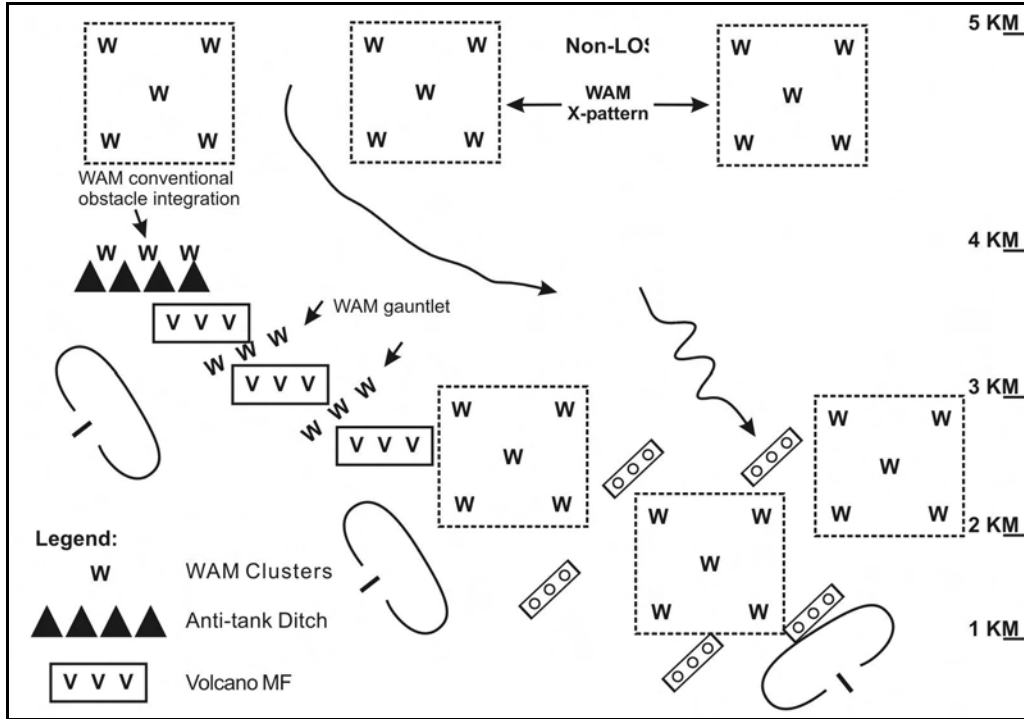 5 KM
W W
W
W W
W W
W
W W
Non-LOS
WAM
X-pattern
W W
W
W W
WAM conventional
obstacle integration
4 KM
W W W
V V V
WAM gauntlet
W W W
V V V
W W W
V V V
3 KM
W W
W
W W
W W
W
W W
2 KM
W W
W
W W
1 KM
Legend:
W WAM Clusters
Anti-tank Ditch
V V V Volcano MF